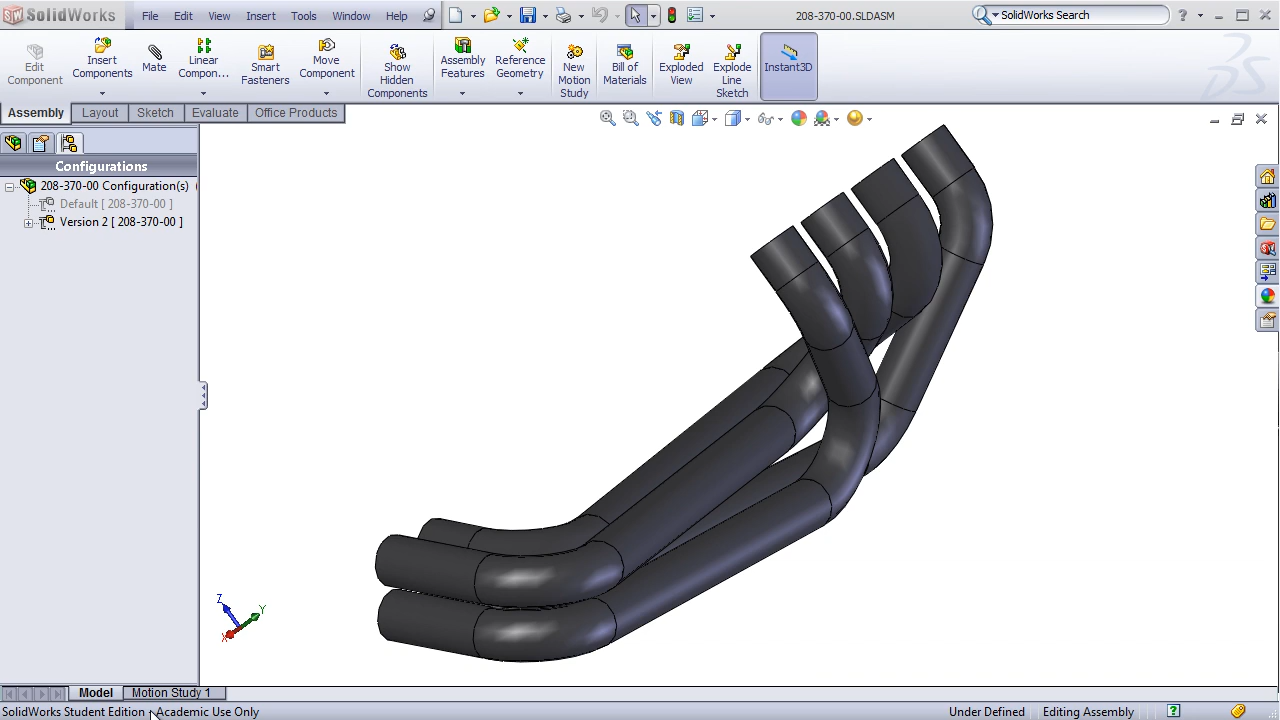 SolidWorks File Edit View Insert Tools Window Help 208-370-00.SLDASM SolidWorks Search
Edit Component
Insert Components
Mate
Linear Compon...
Smart Fasteners
Move Component
Show Hidden Components
Assembly Features
Reference Geometry
New Motion Study
Bill of Materials
Exploded View
Explode Line Sketch
Instant3D
Assembly Layout Sketch Evaluate Office Products
Configurations
208-370-00 Configuration(s)
Default [ 208-370-00 ]
Version 2 [ 208-370-00 ]
Z
Y
X
Model Motion Study 1
SolidWorks Student Edition - Academic Use Only Under Defined Editing Assembly